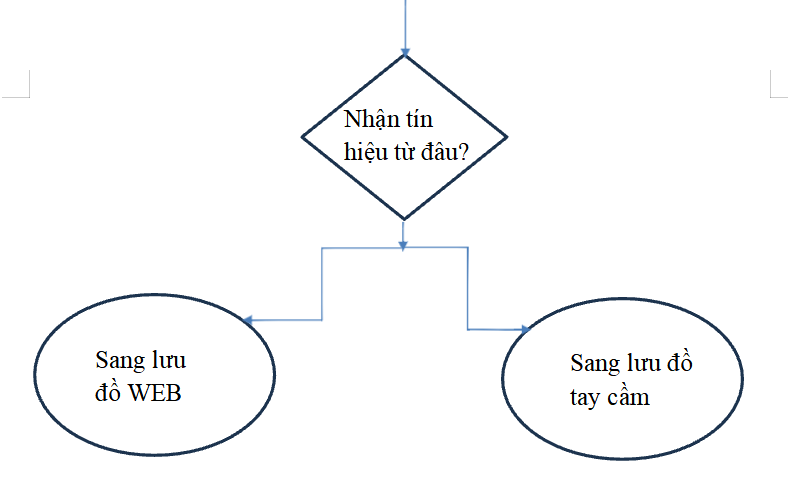 Nhận tín
hiệu từ đâu?
Sang lưu
đồ WEB
Sang lưu đồ
tay cầm